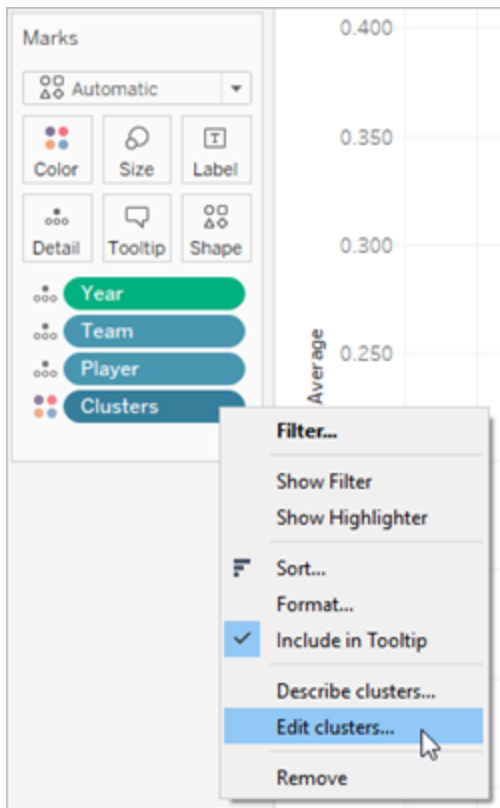 Marks
Automatic
Color Size Label
Detail Tooltip Shape
Year
Team
Player
Clusters
0.400
0.350
0.300
0.250
Average
Filter...
Show Filter
Show Highlighter
Sort...
Format...
Include in Tooltip
Describe clusters...
Edit clusters...
Remove